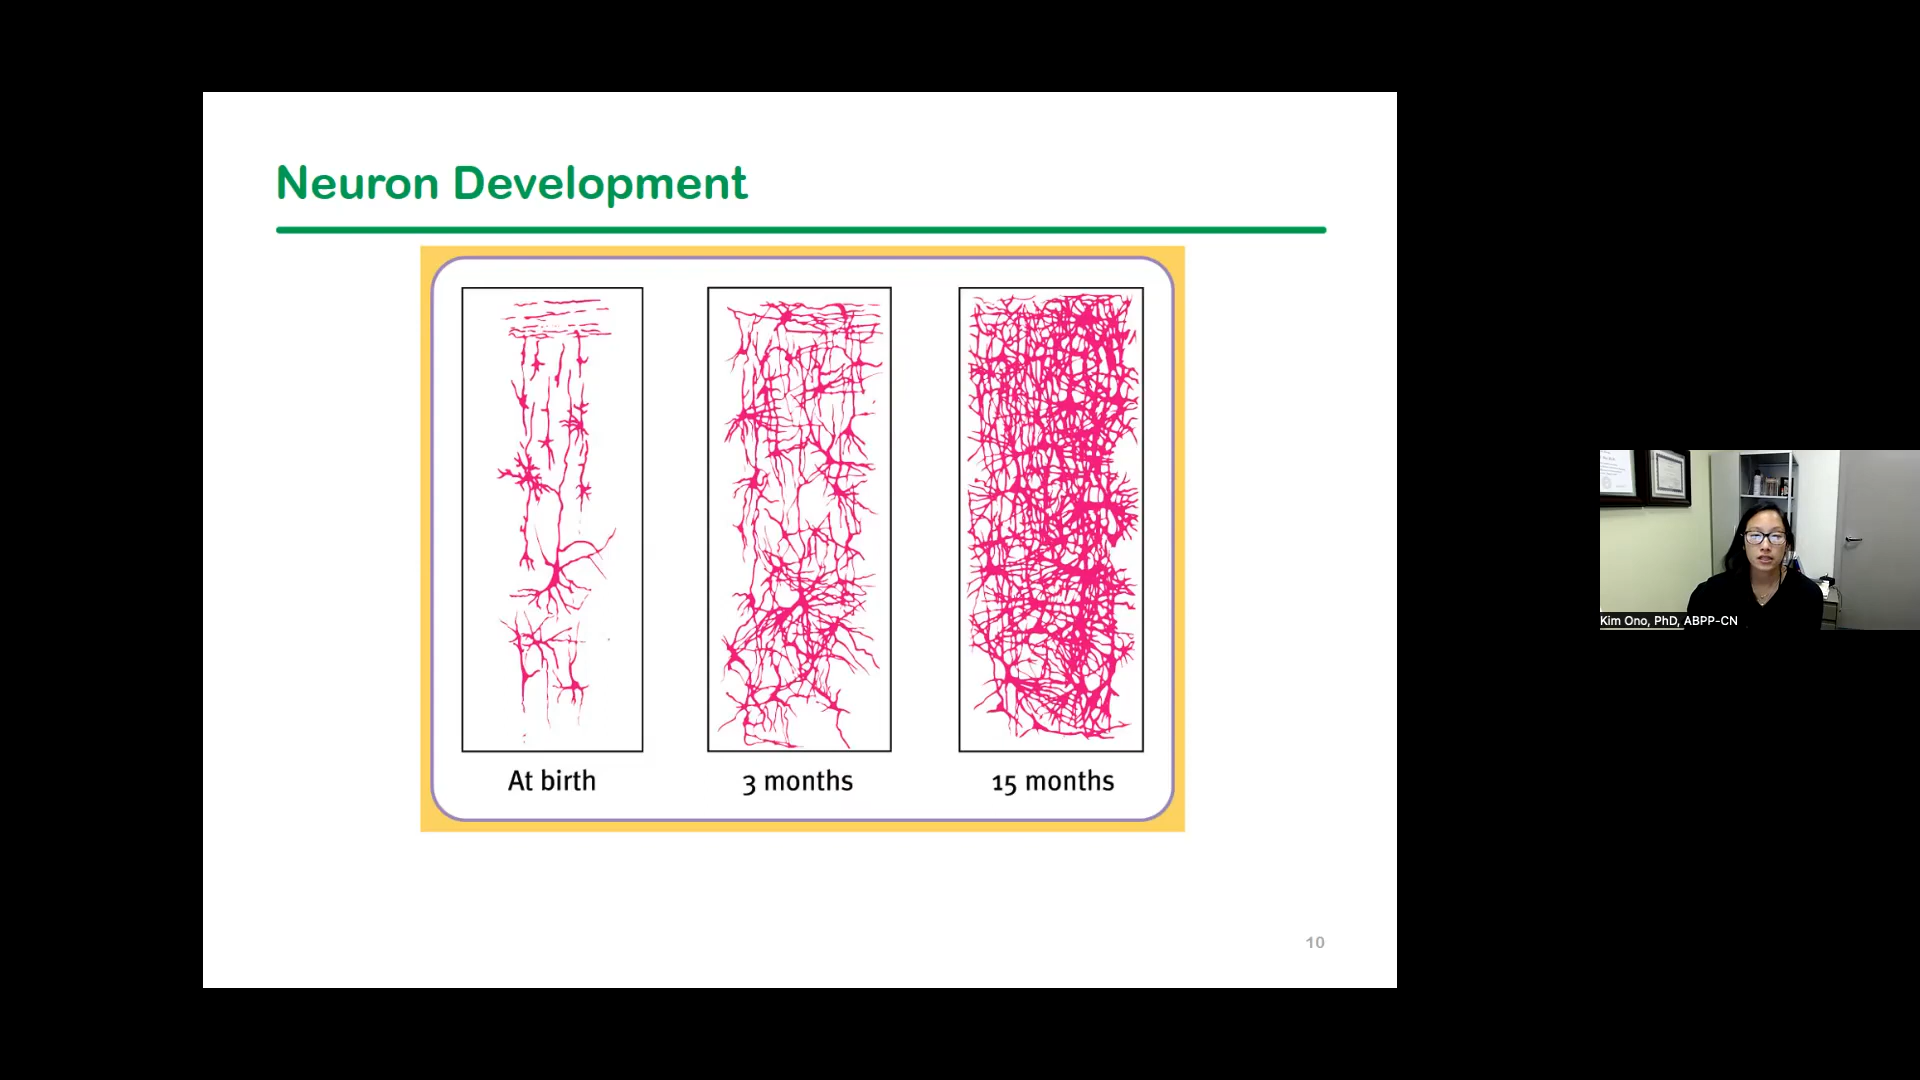 Neuron Development
At birth
3 months
15 months
10
Kim Ono, PhD, ABPP-CN